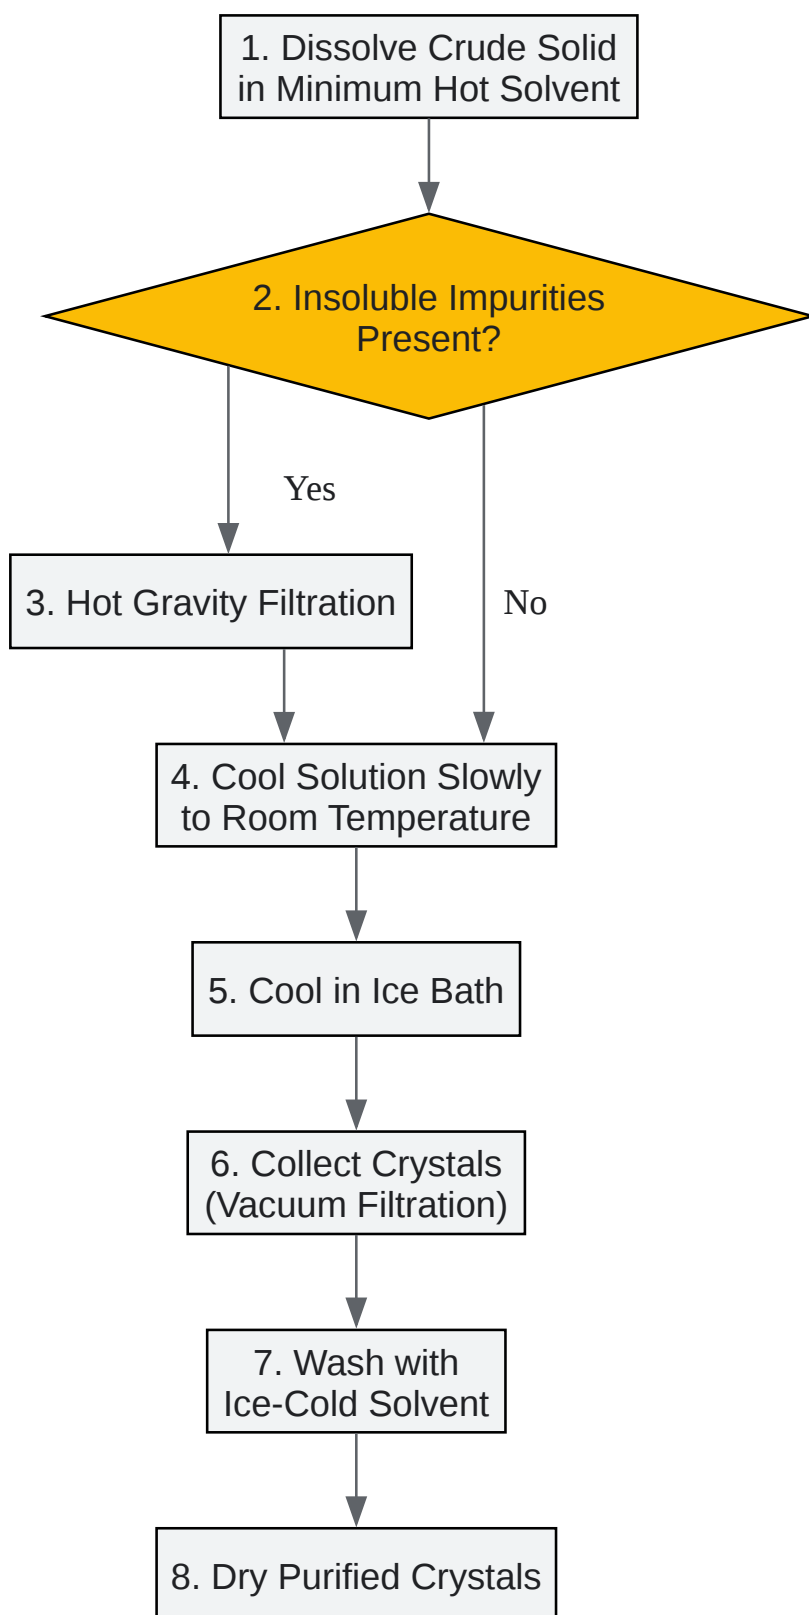 1. Dissolve Crude Solid
in Minimum Hot Solvent
2. Insoluble Impurities
Present?
Yes
3. Hot Gravity Filtration
No
4. Cool Solution Slowly
to Room Temperature
5. Cool in Ice Bath
6. Collect Crystals
(Vacuum Filtration)
7. Wash with
Ice-Cold Solvent
8. Dry Purified Crystals